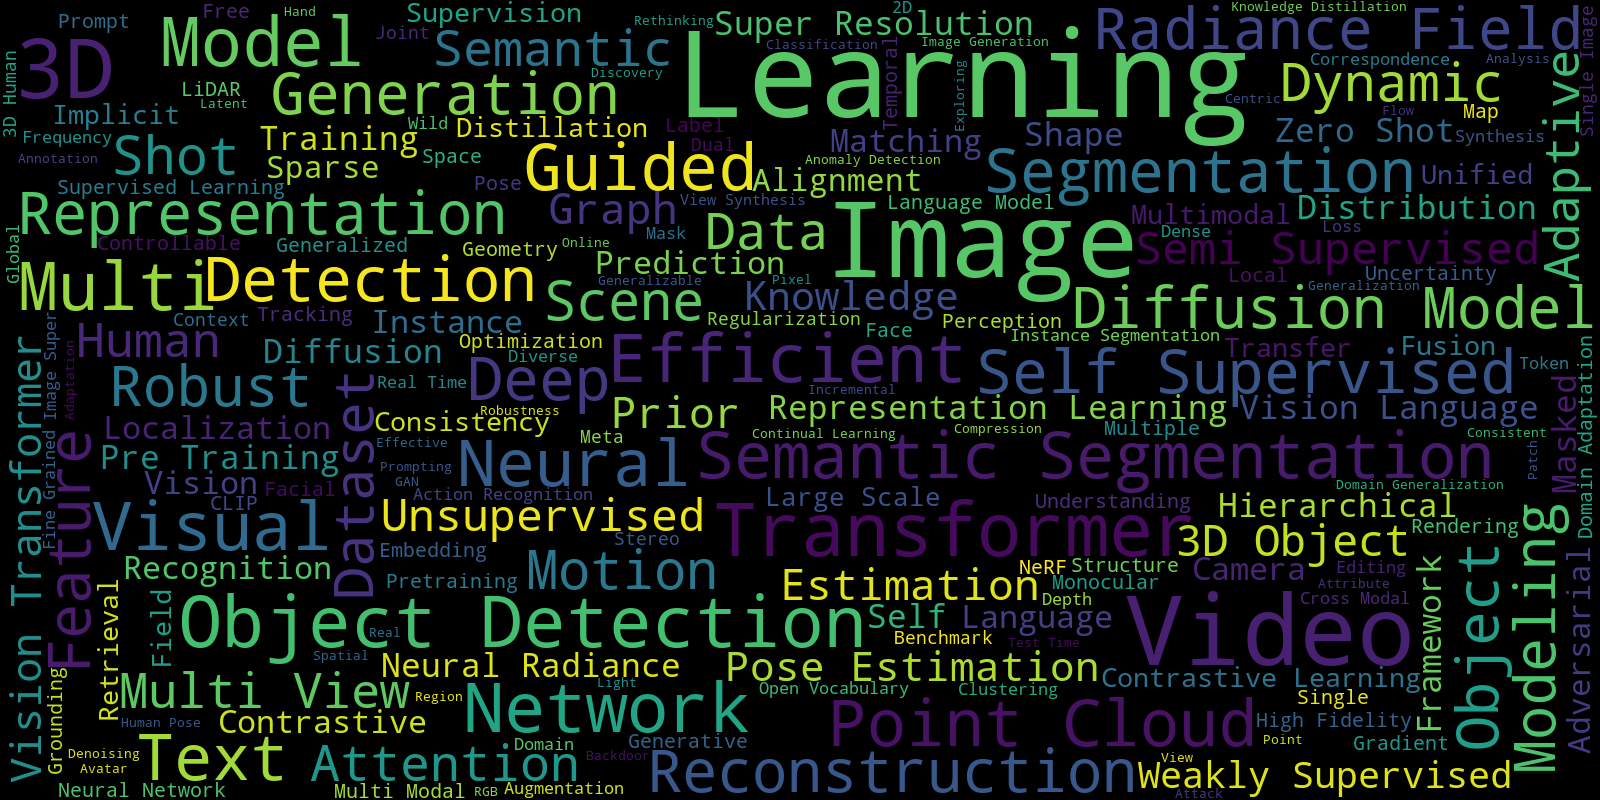 Prompt
Free
Hand
Supervision
Rethinking
Super Resolution
2D
Knowledge Distillation
3D
Model
Joint
Semantic
Classification
Image Generation
Learning
Radiance Field
Single Image
3D Human
LiDAR
Latent
Generation
Discovery
Temporal
Exploring
Correspondence
Analysis
Dynamic
Centric
Flow
Map
Implicit
Frequency
Annotation
Shot
Training
Wild
Distillation
Label
Dual
Matching
Shape
Zero Shot
Synthesis
Adaptive
Sparse
Space
Guided
Anomaly Detection
Alignment
Segmentation
Unified
Supervised Learning
Pose
View Synthesis
Language Model
Representation
Graph
Data
Image
Multimodal
Distribution
Loss
Dense
Controllable
Generalized
Geometry
Online
Mask
Semi Supervised
Global
Multi
Detection
Prediction
Generalizable
Pixel
Local
Uncertainty
Generalization
Scene
Knowledge
Diffusion Model
Context
Tracking
Instance
Regularization
Face
Perception
Instance Segmentation
Human
Diffusion
Optimization
Diverse
Efficient
Self Supervised
Transfer
Fusion
Token
Vision Transformer
Fine Grained
Image Super
Adaptation
Robust
Dataset
Real Time
Deep
Incremental
Domain Adaptation
Masked
Robustness
Consistency
Prior
Representation Learning
Vision Language
Localization
Effective
Meta
Continual Learning
Compression
Multiple
Consistent
Patch
Feature
Pre Training
Prompting
GAN
Neural
Semantic Segmentation
Vision
Facial
CLIP
Action Recognition
Large Scale
Understanding
Domain Generalization
Hierarchical
Visual
Unsupervised
Transformer
Stereo
3D Object
Rendering
Modeling
Embedding
Recognition
Pretraining
Motion
Estimation
NeRF
Structure
Monocular
Camera
Editing
Attribute
Framework
Object
Adversarial
Retrieval
Field
Object Detection
Real
Self
Language
Depth
Benchmark
Test Time
Cross Modal
Video
Spatial
Neural Radiance
Pose Estimation
Grounding
Multi View
Region
Light
Open Vocabulary
Clustering
Contrastive Learning
Single
Human Pose
Contrastive
Network
Point Cloud
High Fidelity
Point
Gradient
Denoising
Avatar
Text
Attention
Domain
Generative
Backdoor
Reconstruction
View
Weakly Supervised
Neural Network
Multi Modal
RGB
Augmentation
Attack